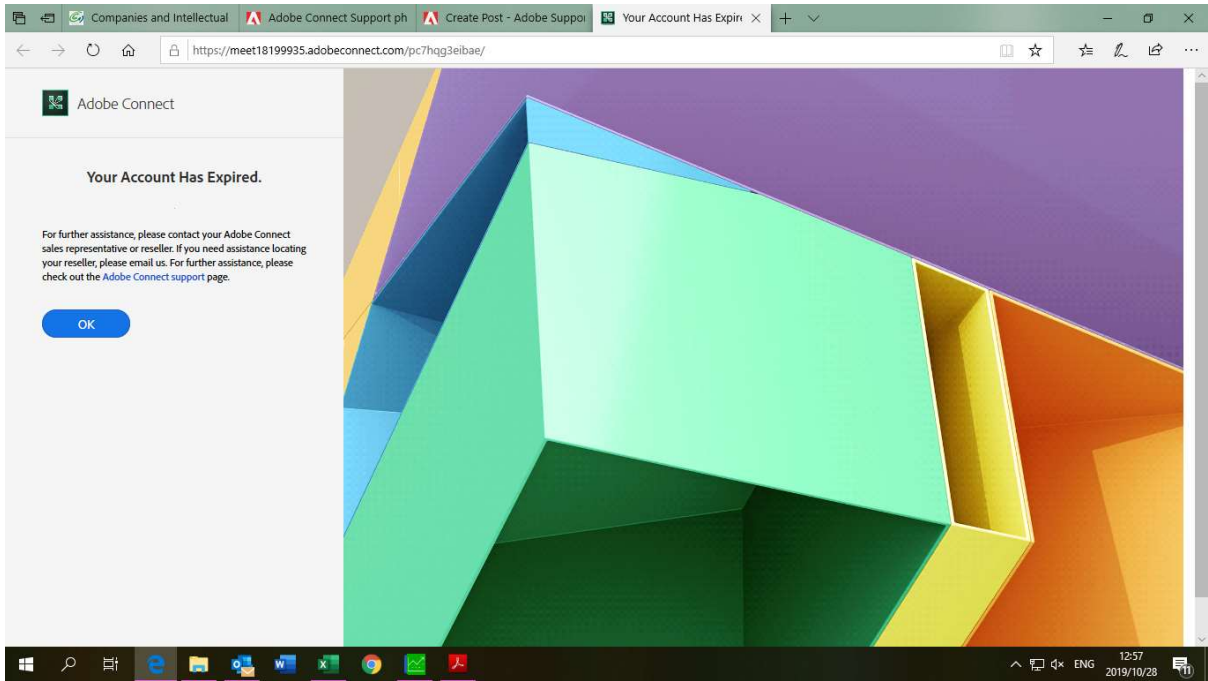 Companies and Intellectual
Adobe Connect Support ph
Create Post - Adobe Suppor
Your Account Has Expire
https://meet18199935.adobeconnect.com/pc7hqg3eibae/
Adobe Connect
Your Account Has Expired.
For further assistance, please contact your Adobe Connect
sales representative or reseller. If you need assistance locating
your reseller, please email us. For further assistance, please
check out the Adobe Connect support page.
OK
ENG
12:57
2019/10/28
11